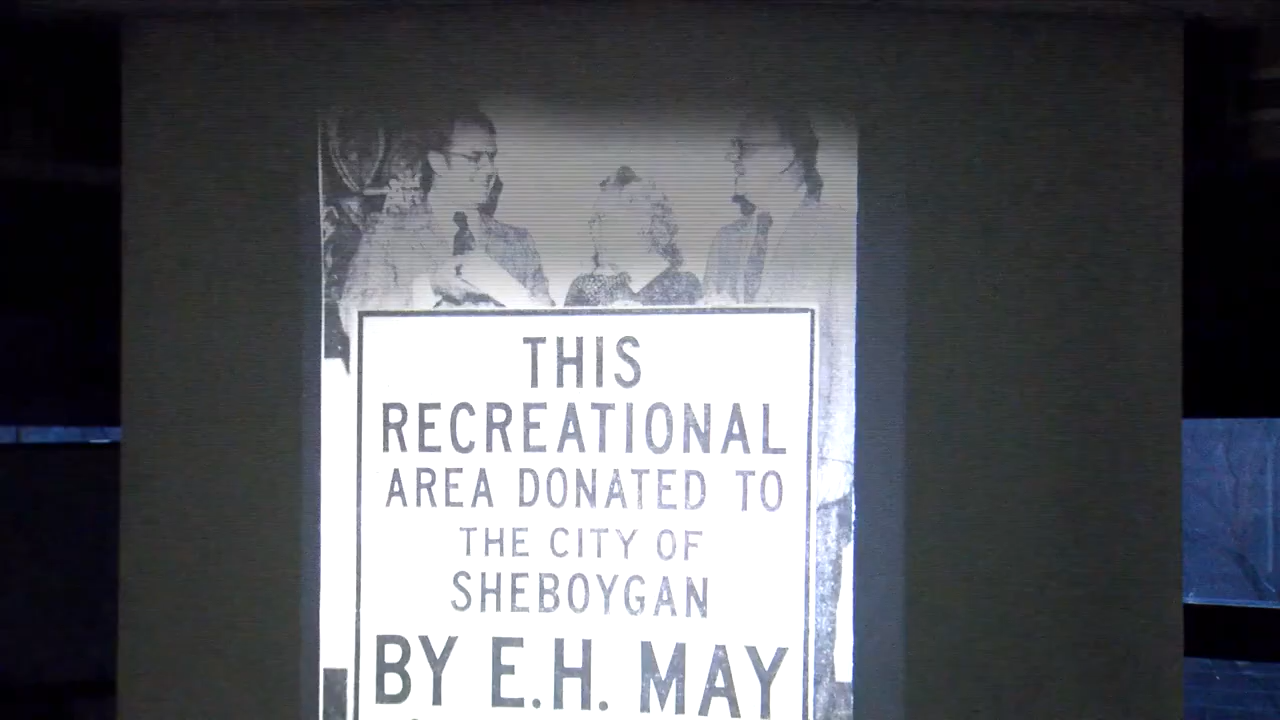 THIS
RECREATIONAL
AREA DONATED TO
THE CITY OF
SHEBOYGAN
BY E.H. MAY